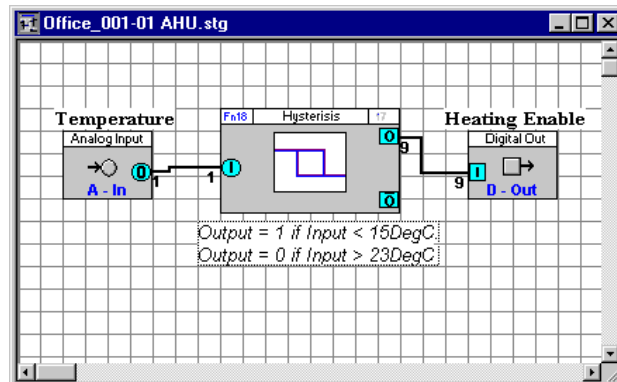 Office_001-01 AHU.stg
Temperature
Heating Enable
Fn18 Hysterisis 17
Analog Input
Digital Out
O
O
1
1
I
9
9
I
A - In
D - Out
O
Output = 1 if Input < 15DegC.
Output = 0 if Input > 23DegC